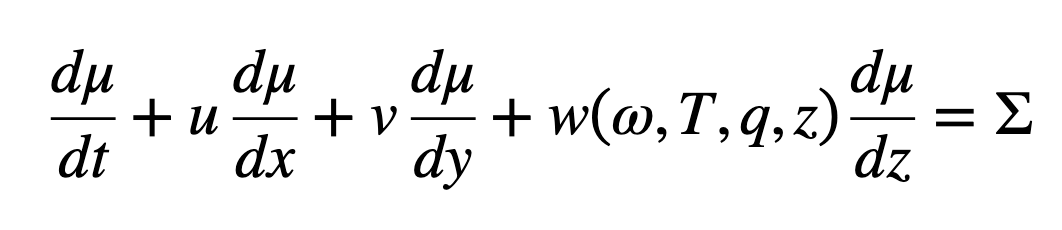 dμ/dt + u dμ/dx + v dμ/dy + w(ω, T, q, z) dμ/dz = Σ